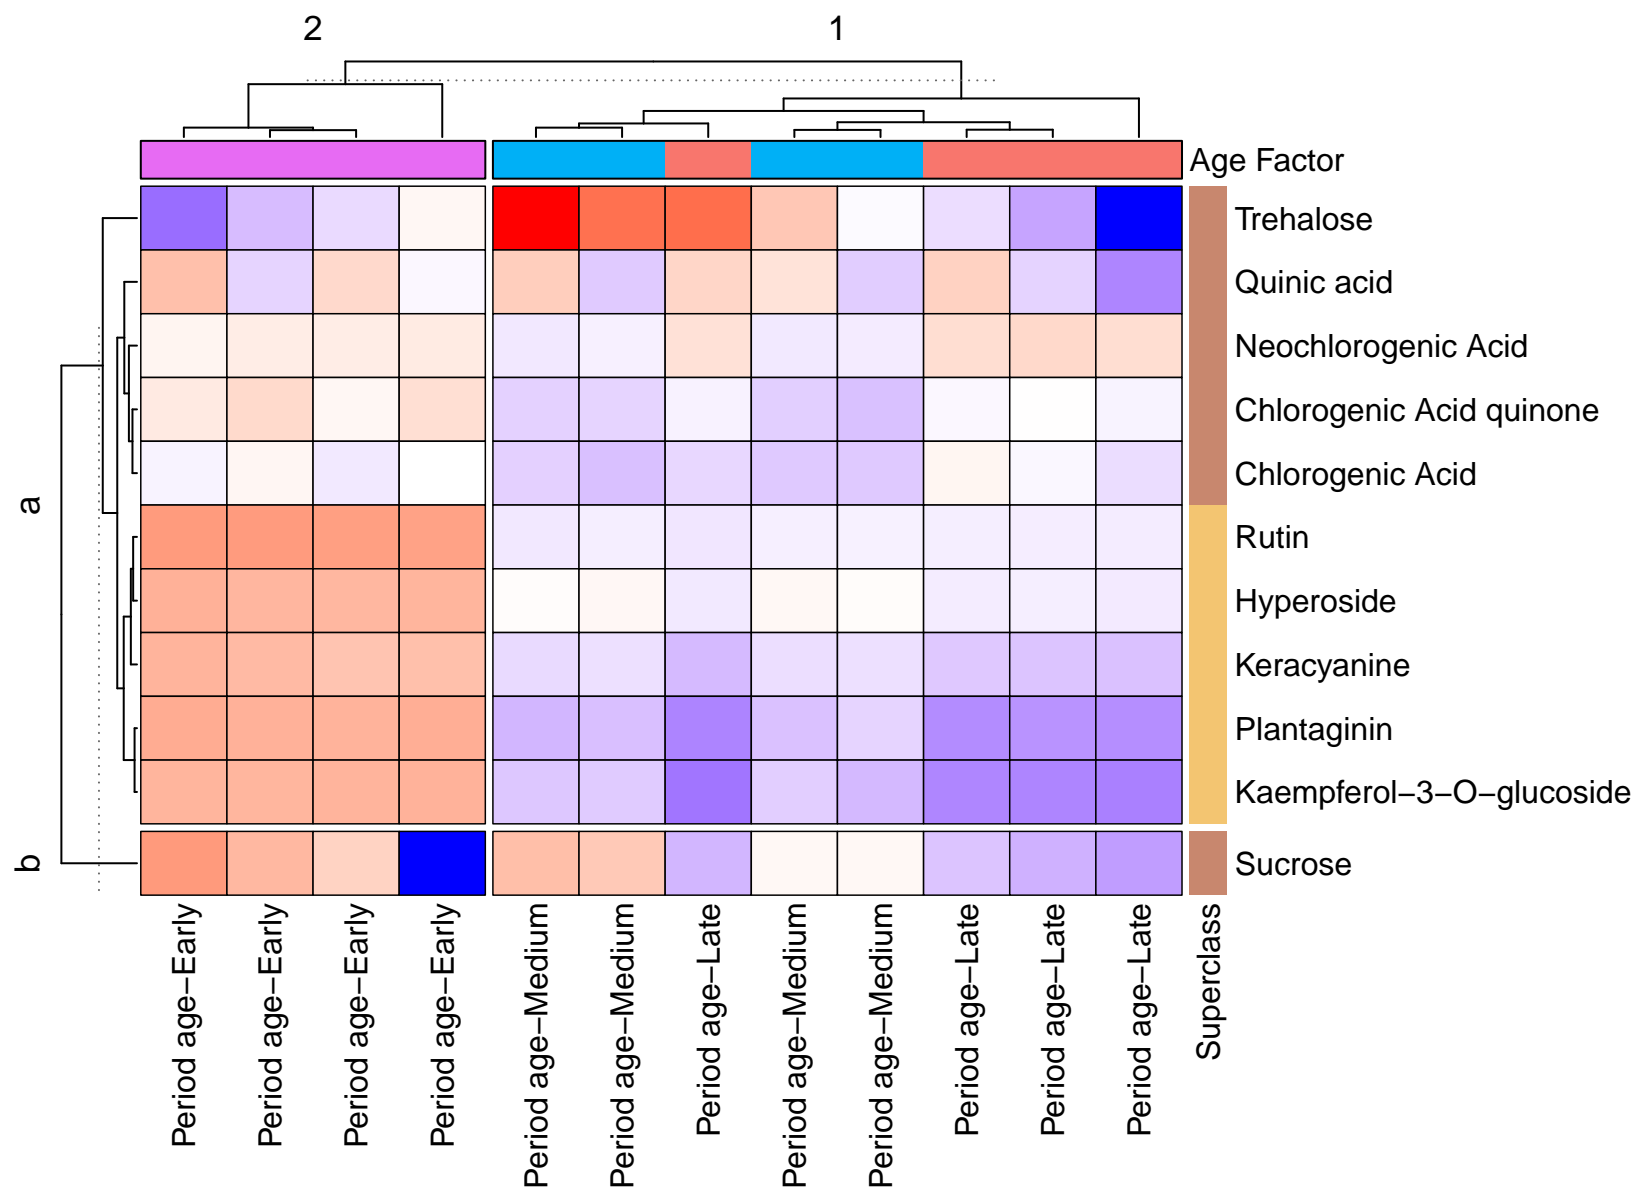 2
1
Age Factor
Trehalose
Quinic acid
Neochlorogenic Acid
Chlorogenic Acid quinone
Chlorogenic Acid
a
Rutin
Hyperoside
Keracyanine
Plantaginin
Kaempferol−3−O−glucoside
b
Sucrose
Period age−Early
Period age−Early
Period age−Early
Period age−Early
Period age−Medium
Period age−Medium
Period age−Late
Period age−Medium
Period age−Medium
Period age−Late
Period age−Late
Period age−Late
Superclass